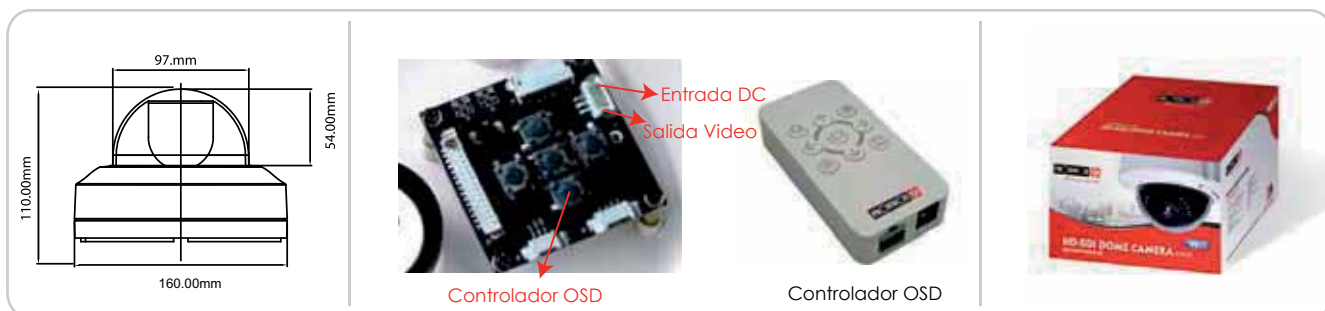 97.mm
110.00mm
54.00mm
160.00mm
Entrada DC
Salida Video
Controlador OSD
Controlador OSD
HD-SDI DOME CAMERA